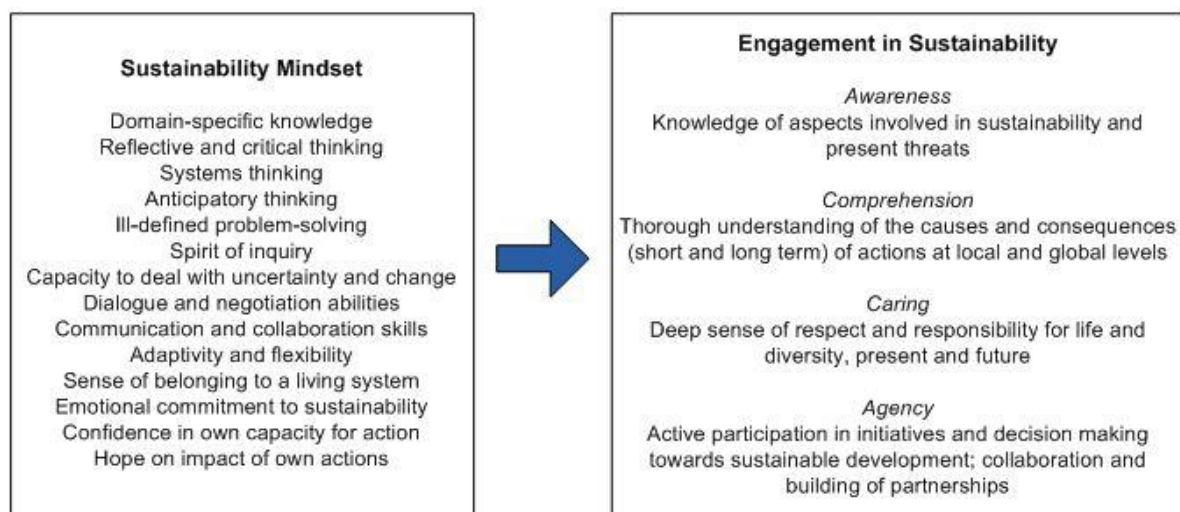 Sustainability Mindset
Domain-specific knowledge
Reflective and critical thinking
Systems thinking
Anticipatory thinking
Ill-defined problem-solving
Spirit of inquiry
Capacity to deal with uncertainty and change
Dialogue and negotiation abilities
Communication and collaboration skills
Adaptivity and flexibility
Sense of belonging to a living system
Emotional commitment to sustainability
Confidence in own capacity for action
Hope on impact of own actions
Engagement in Sustainability
Awareness
Knowledge of aspects involved in sustainability and
present threats
Comprehension
Thorough understanding of the causes and consequences
(short and long term) of actions at local and global levels
Caring
Deep sense of respect and responsibility for life and
diversity, present and future
Agency
Active participation in initiatives and decision making
towards sustainable development; collaboration and
building of partnerships